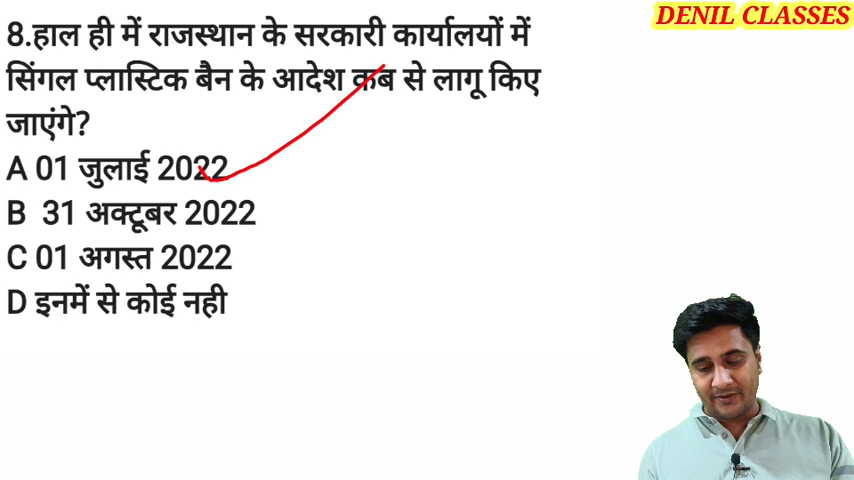 DENIL CLASSES
8.हाल ही में राजस्थान के सरकारी कार्यालयों में
सिंगल प्लास्टिक बैन के आदेश कब से लागू किए
जाएंगे?
A 01 जुलाई 2022
B 31 अक्टूबर 2022
C 01 अगस्त 2022
D इनमें से कोई नही